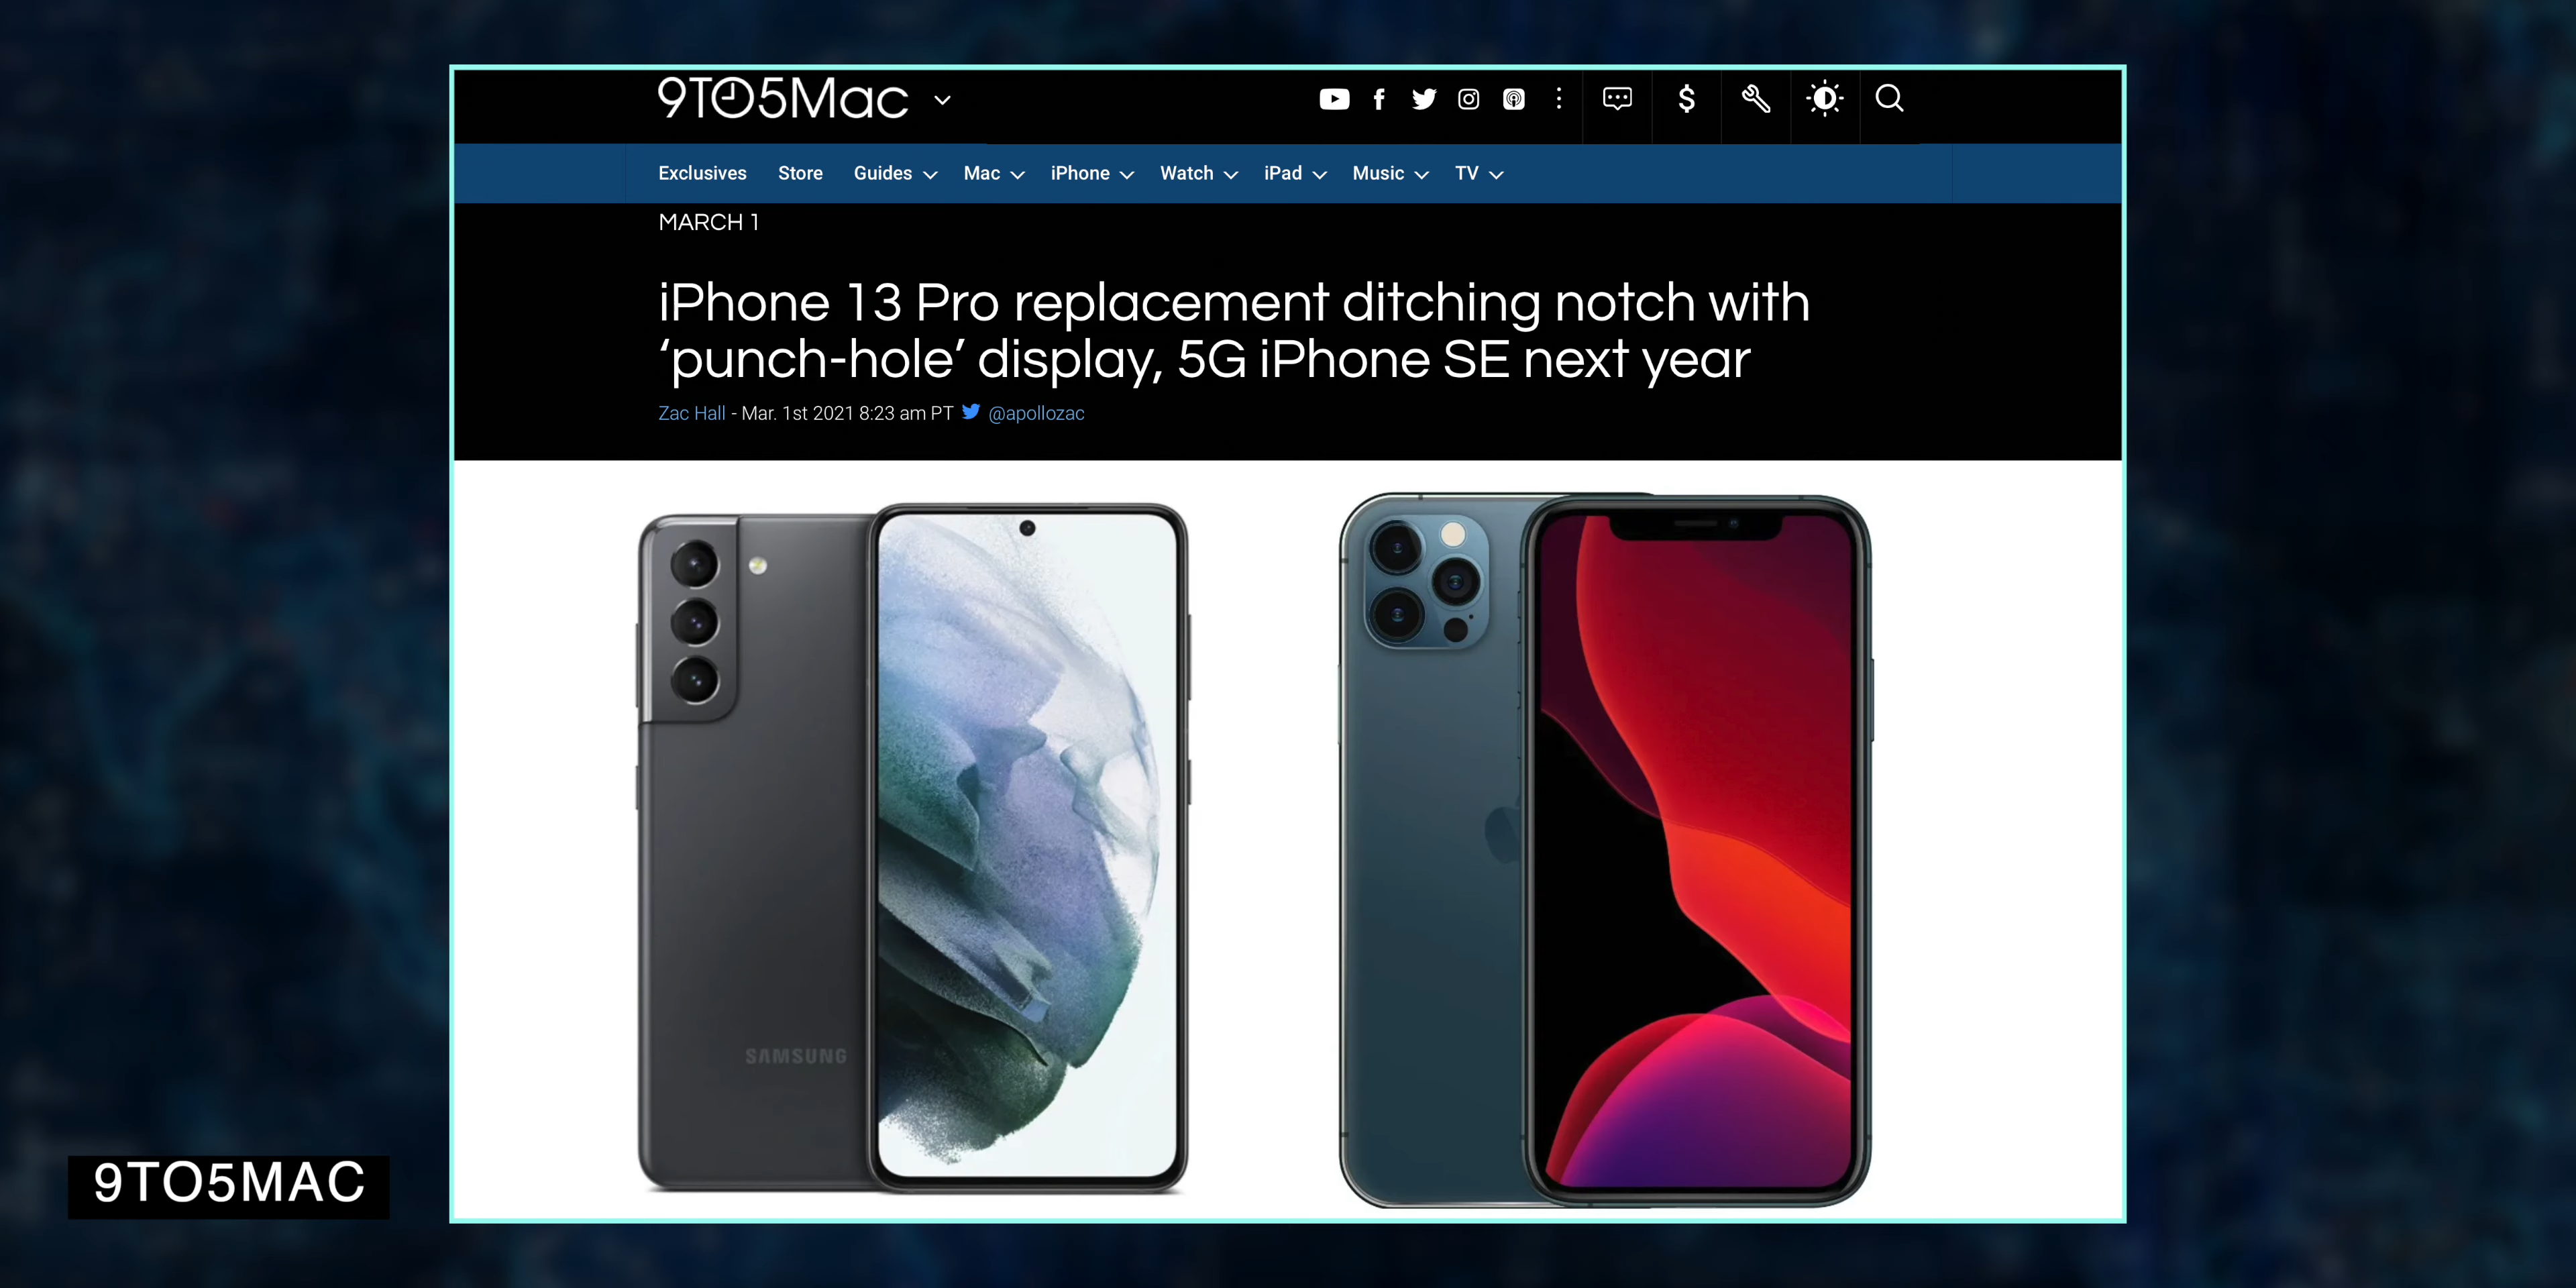 9TO5Mac
Exclusives Store Guides Mac iPhone Watch iPad Music TV
MARCH 1
iPhone 13 Pro replacement ditching notch with
‘punch-hole’ display, 5G iPhone SE next year
Zac Hall - Mar. 1st 2021 8:23 am PT @apollozac
SAMSUNG
9TO5MAC